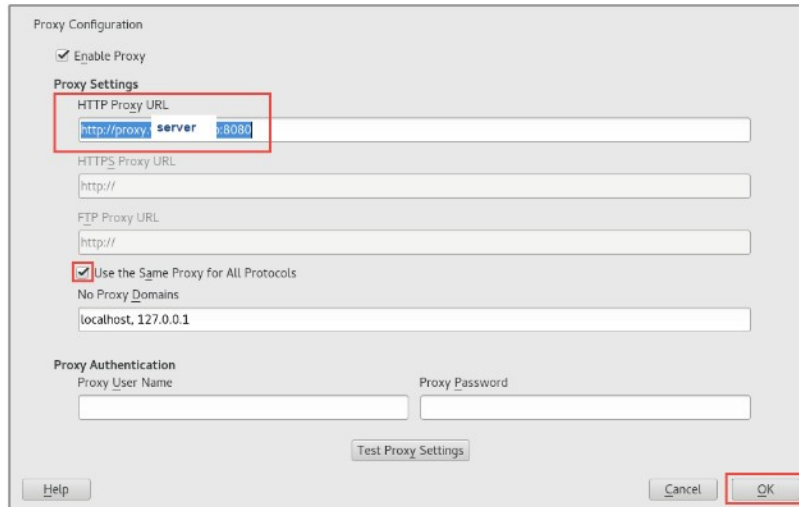 Proxy Configuration
Enable Proxy
Proxy Settings
HTTP Proxy URL
http://proxy. server :8080
HTTPS Proxy URL
http://
FTP Proxy URL
http://
Use the Same Proxy for All Protocols
No Proxy Domains
localhost, 127.0.0.1
Proxy Authentication
Proxy User Name Proxy Password
Test Proxy Settings
Help Cancel OK